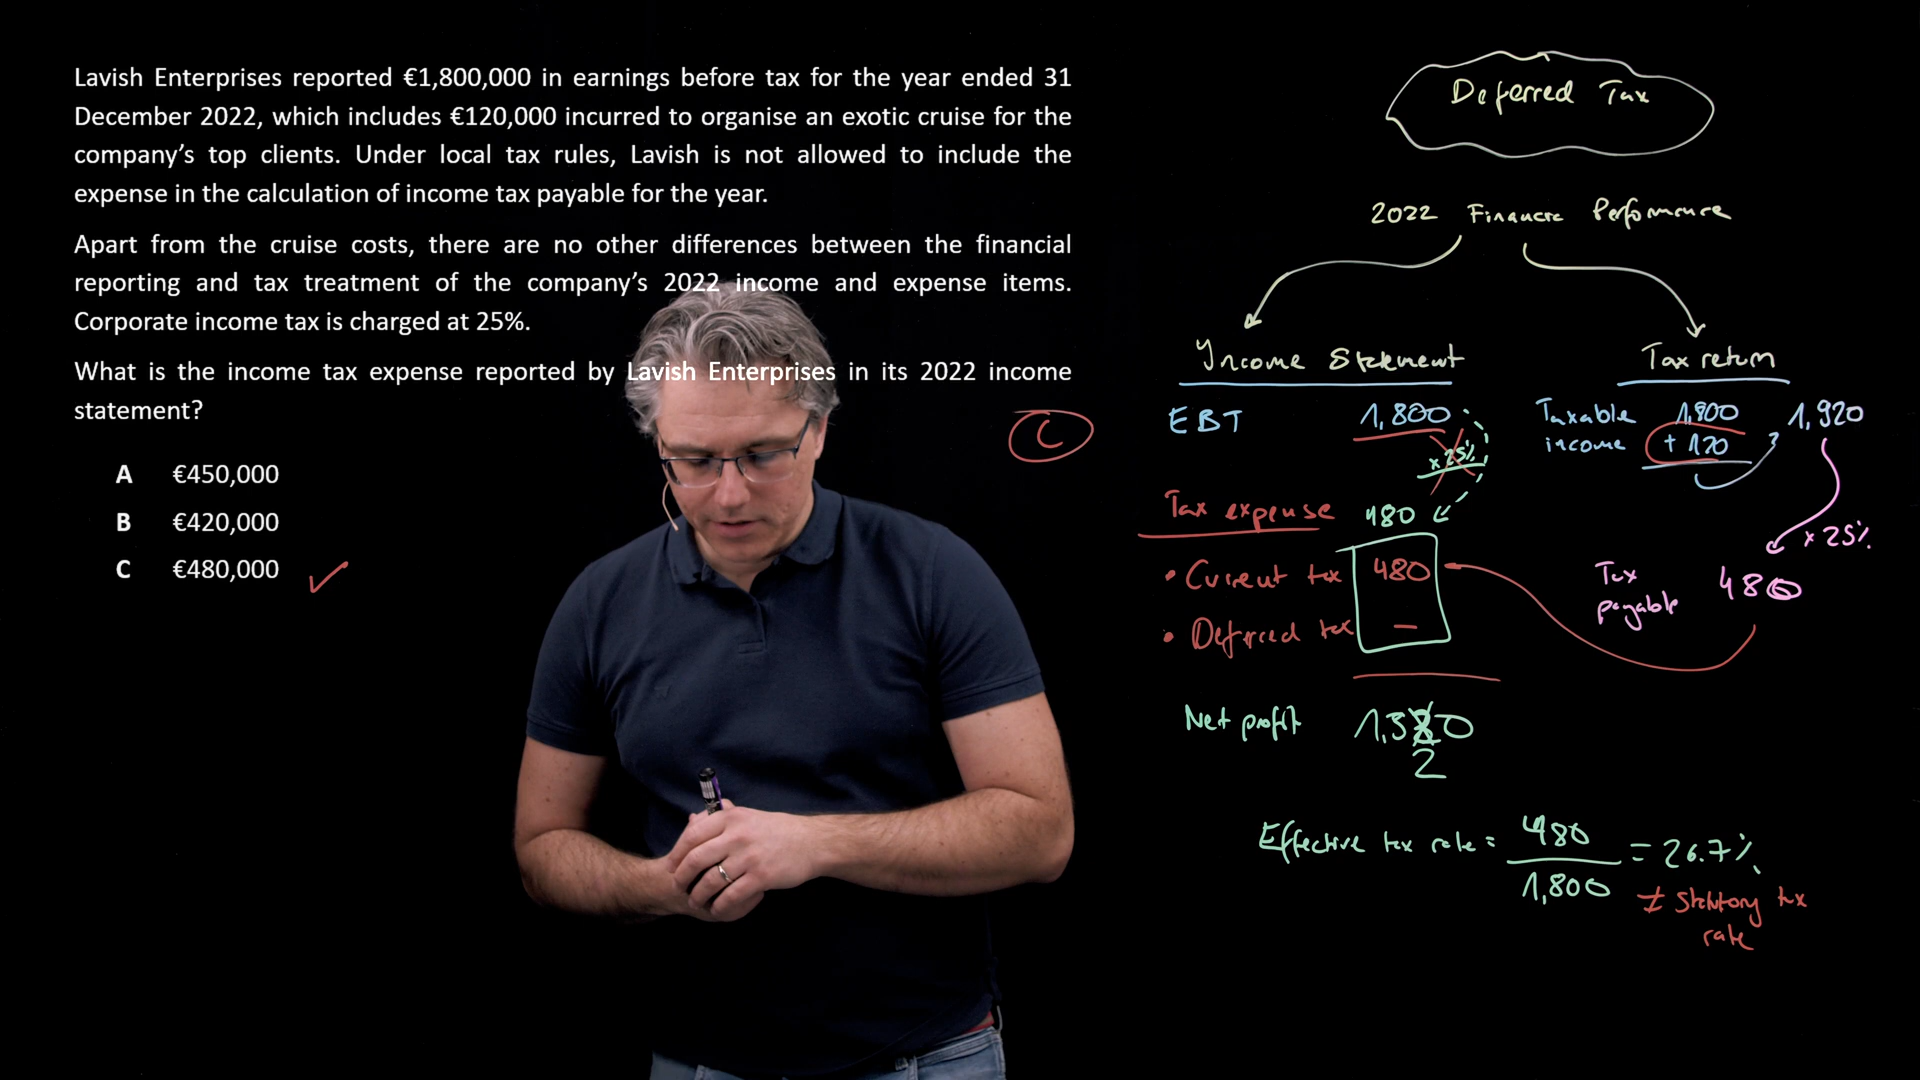 Lavish Enterprises reported €1,800,000 in earnings before tax for the year ended 31
December 2022, which includes €120,000 incurred to organise an exotic cruise for the
company’s top clients. Under local tax rules, Lavish is not allowed to include the
expense in the calculation of income tax payable for the year.
Apart from the cruise costs, there are no other differences between the financial
reporting and tax treatment of the company’s 2022 income and expense items.
Corporate income tax is charged at 25%.
What is the income tax expense reported by Lavish Enterprises in its 2022 income
statement?
A €450,000
B €420,000
C €480,000
C
Deferred Tax
2022 Financial Performance
Income Statement
EBT 1,800
x 25%
Tax expense 480
• Current tax 480
• Deferred tax –
Net profit 1,380
2
Tax return
Taxable 1,800 1,920
income + 120
x 25%
Tax
payable 480
Effective tax rate = 480 / 1,800 = 26.7%
≠ Statutory tax
rate